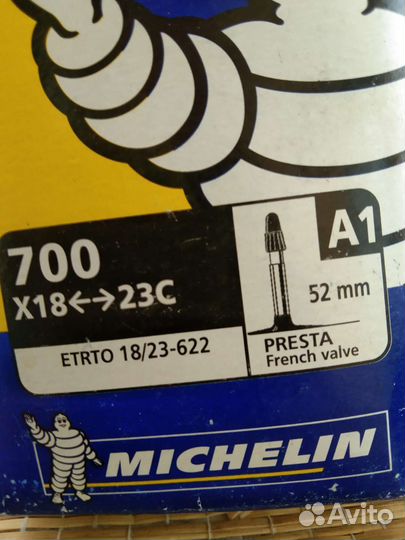 700
X18←→23C
ETRTO 18/23-622
A1
52 mm
PRESTA
French valve
MICHELIN
Avito